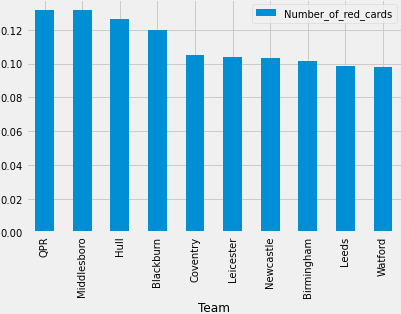 Number_of_red_cards
0.12
0.10
0.08
0.06
0.04
0.02
0.00
QPR
Middlesboro
Hull
Blackburn
Coventry
Leicester
Newcastle
Birmingham
Leeds
Watford
Team